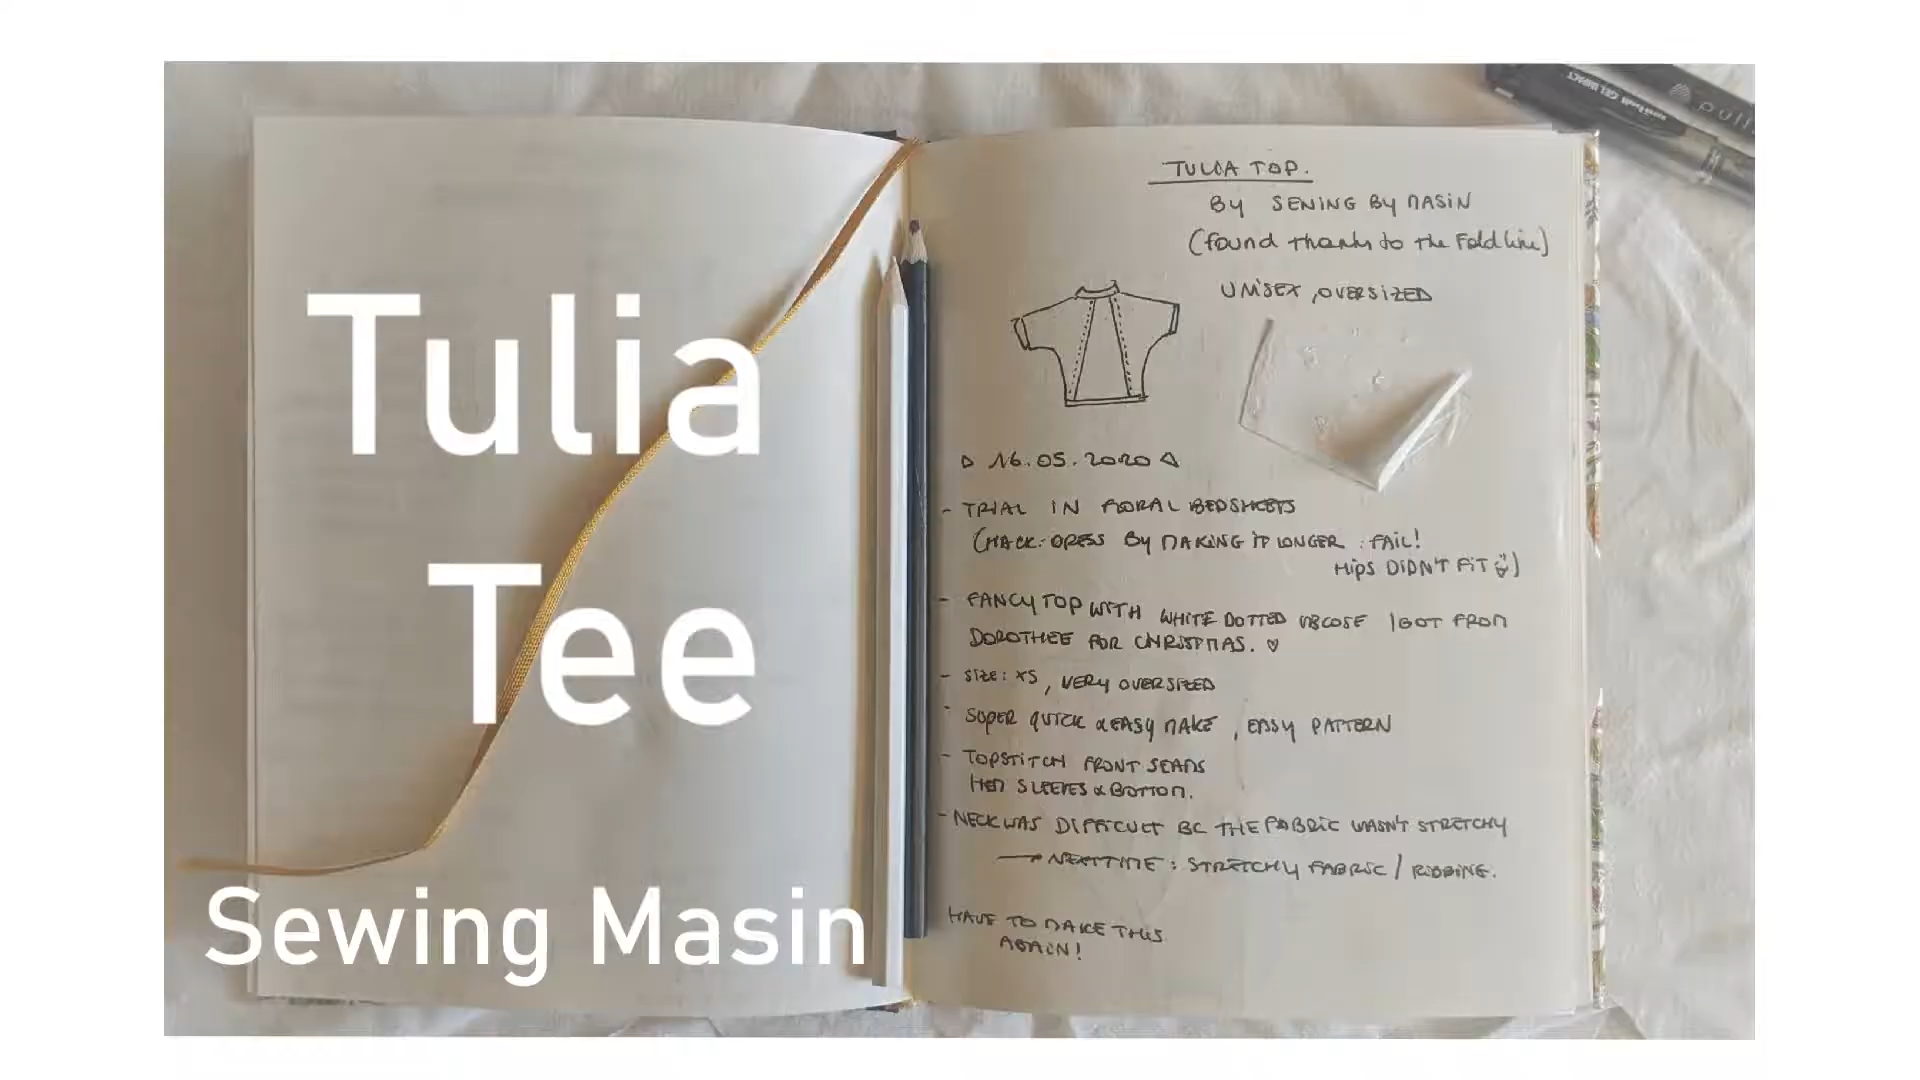 Tulia
Tee
Sewing Masin
TULIA TOP.
BY SEWING BY MASIN
(found thanks to the Fold line)
UNISEX, OVERSIZED
▷ 16.05.2020 ◁
- TRIAL IN FLORAL BEDSHEETS
(HACK: DRESS BY MAKING IT LONGER : FAIL!
HIPS DIDN'T FIT)
- FANCY TOP WITH WHITE DOTTED VISCOSE I GOT FROM
DOROTHEE FOR CHRISTMAS. ♡
- SIZE: XS, VERY OVERSIZED
- SUPER QUICK & EASY MAKE, EASY PATTERN
- TOPSTITCH FRONT SEAMS
HEM SLEEVES & BOTTOM.
- NECK WAS DIFFICULT BC THE FABRIC WASN'T STRETCHY
→ NEXT TIME: STRETCHY FABRIC / RIBBING.
HAVE TO MAKE THIS
AGAIN!